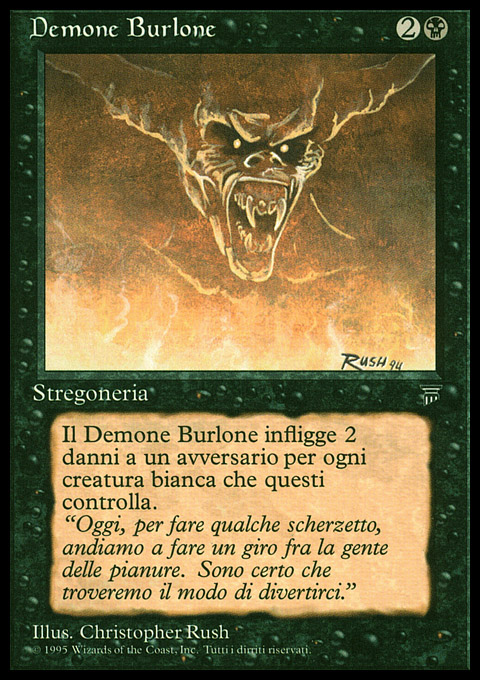 Demone Burlone 2
RUSH 94
Stregoneria
Il Demone Burlone infligge 2
danni a un avversario per ogni
creatura bianca che questi
controlla.
“Oggi, per fare qualche scherzetto,
andiamo a fare un giro fra la gente
delle pianure. Sono certo che
troveremo il modo di divertirci.”
Illus. Christopher Rush
© 1995 Wizards of the Coast, Inc. Tutti i dirriti riservati.